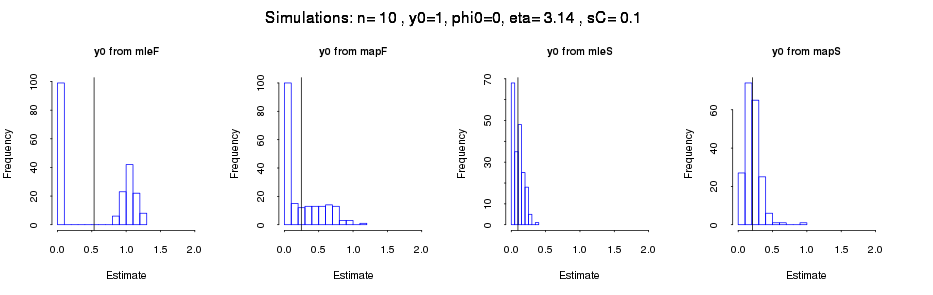 Simulations: n= 10 , y0=1, phi0=0, eta= 3.14 , sC= 0.1
y0 from mleF
Frequency
0 20 40 60 80 100
0.0 0.5 1.0 1.5 2.0
Estimate
y0 from mapF
Frequency
0 20 40 60 80 100
0.0 0.5 1.0 1.5 2.0
Estimate
y0 from mleS
Frequency
0 10 30 50 70
0.0 0.5 1.0 1.5 2.0
Estimate
y0 from mapS
Frequency
0 20 40 60
0.0 0.5 1.0 1.5 2.0
Estimate